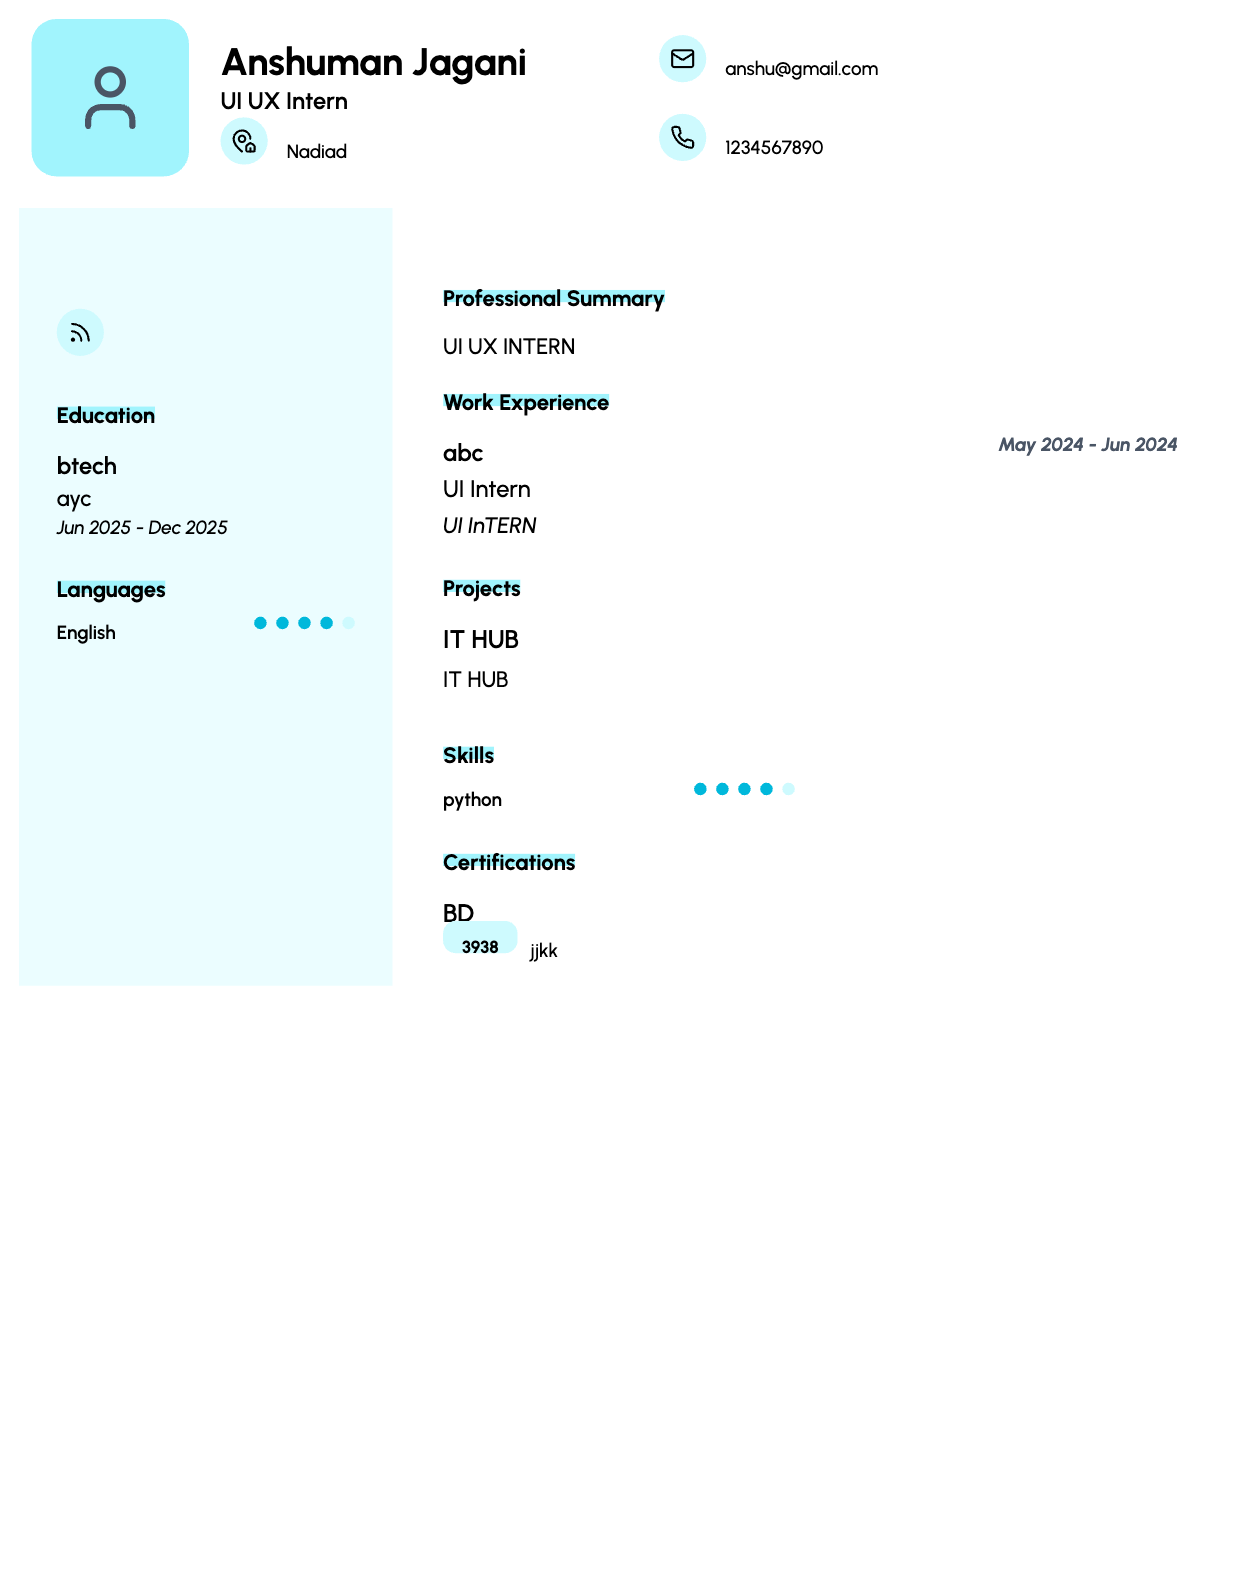 Anshuman Jagani
UI UX Intern
Nadiad
anshu@gmail.com
1234567890
Education
btech
ayc
Jun 2025 - Dec 2025
Languages
English
Professional Summary
UI UX INTERN
Work Experience
abc
May 2024 - Jun 2024
UI Intern
UI InTERN
Projects
IT HUB
IT HUB
Skills
python
Certifications
BD
3938 jjkk